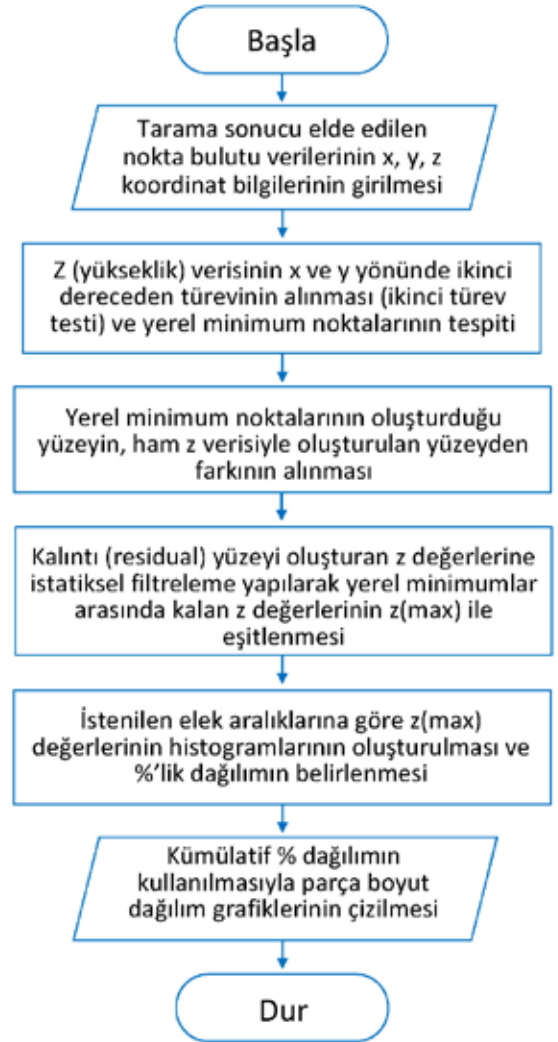 Başla
Tarama sonucu elde edilen
nokta bulutu verilerinin x, y, z
koordinat bilgilerinin girilmesi
Z (yükseklik) verisinin x ve y yönünde ikinci
dereceden türevinin alınması (ikinci türev
testi) ve yerel minimum noktalarının tespiti
Yerel minimum noktalarının oluşturduğu
yüzeyin, ham z verisiyle oluşturulan yüzeyden
farkının alınması
Kalıntı (residual) yüzeyi oluşturan z değerlerine
istatiksel filtreleme yapılarak yerel minimumlar
arasında kalan z değerlerinin z(max) ile
eşitlenmesi
İstenilen elek aralıklarına göre z(max)
değerlerinin histogramlarının oluşturulması ve
%'lik dağılımın belirlenmesi
Kümülatif % dağılımın
kullanılmasıyla parça boyut
dağılım grafiklerinin çizilmesi
Dur